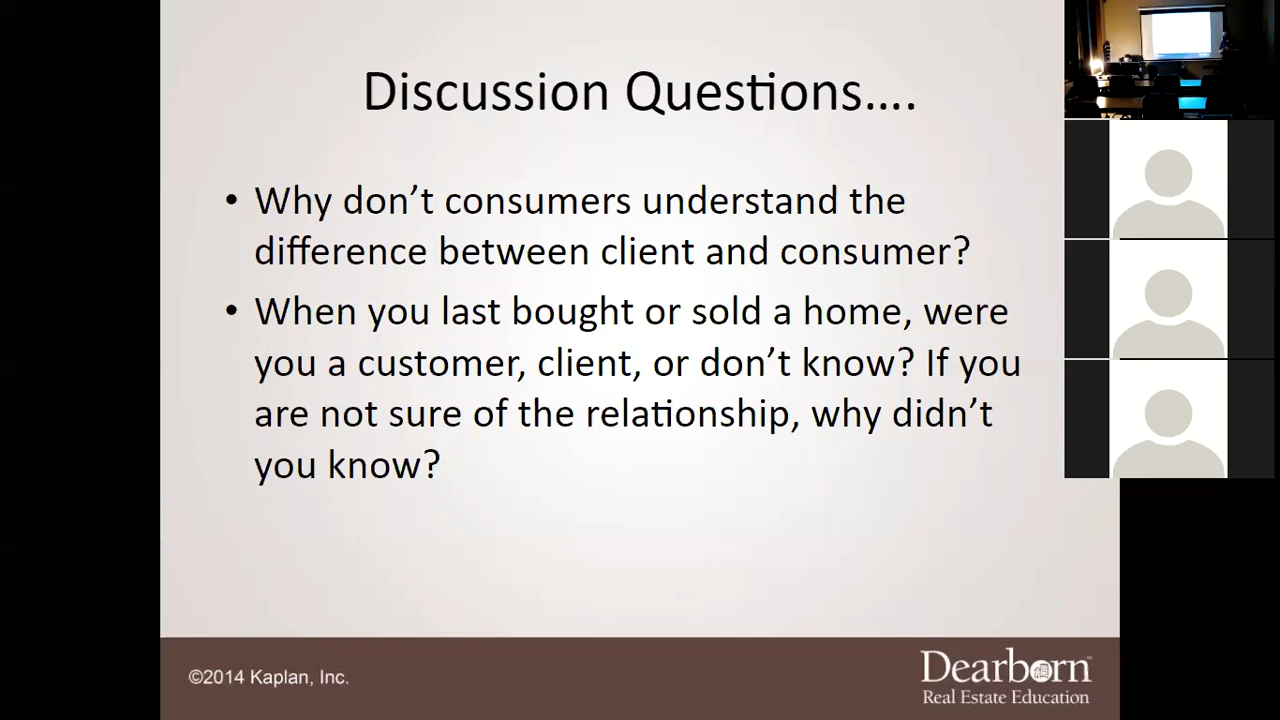 Discussion Questions....
• Why don't consumers understand the
difference between client and consumer?
• When you last bought or sold a home, were
you a customer, client, or don't know? If you
are not sure of the relationship, why didn't
you know?
©2014 Kaplan, Inc.
Dearborn™
Real Estate Education